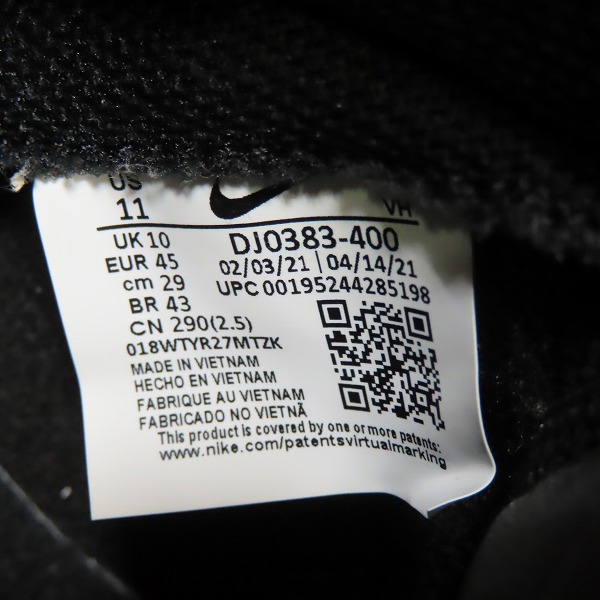 US
11
VH
UK 10
EUR 45
cm 29
BR 43
CN 290(2.5)
DJ0383-400
02/03/21 | 04/14/21
UPC 00195244285198
018WTYR27MTZK
MADE IN VIETNAM
HECHO EN VIETNAM
FABRIQUE AU VIETNAM
FABRICADO NO VIETNÃ
This product is covered by one or more patents:
www.nike.com/patentsvirtualmarking